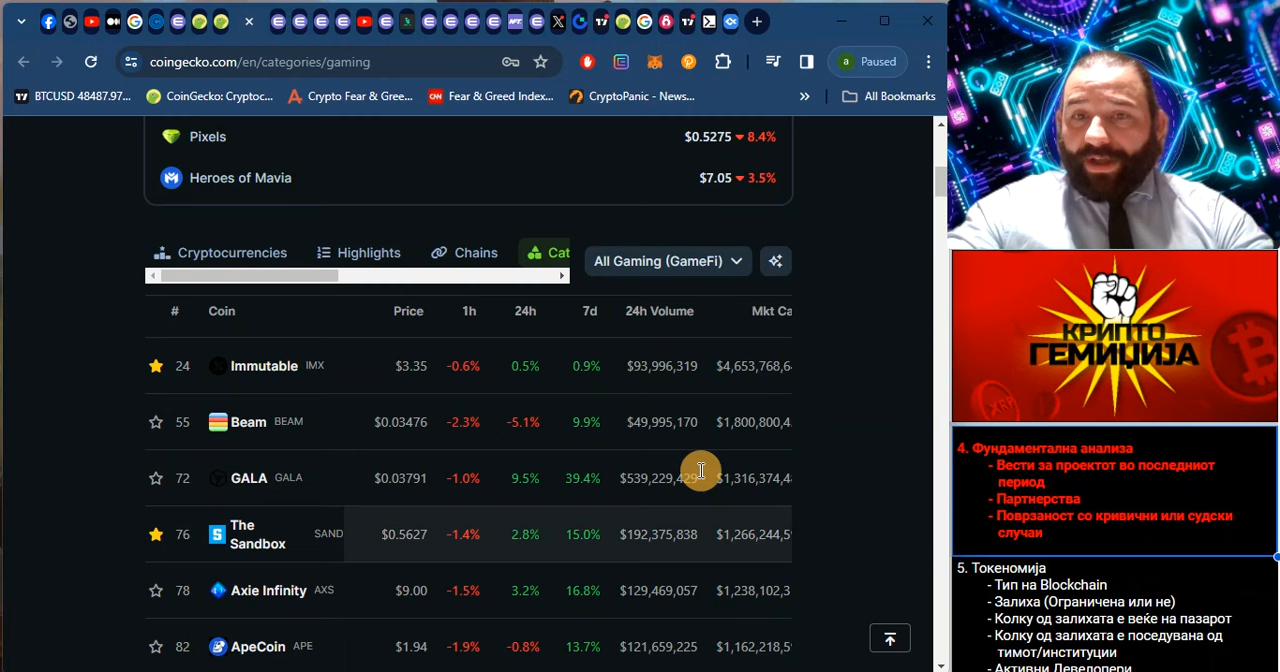 coingecko.com/en/categories/gaming
a Paused
BTCUSD 48487.97...
CoinGecko: Cryptoc...
Crypto Fear & Gree...
Fear & Greed Index...
CryptoPanic - News...
»
All Bookmarks
Pixels $0.5275 8.4%
Heroes of Mavia $7.05 3.5%
Cryptocurrencies Highlights Chains Cat All Gaming (GameFi)
# Coin Price 1h 24h 7d 24h Volume Mkt Ca
24 Immutable IMX $3.35 -0.6% 0.5% 0.9% $93,996,319 $4,653,768,6
55 Beam BEAM $0.03476 -2.3% -5.1% 9.9% $49,995,170 $1,800,800,4
72 GALA GALA $0.03791 -1.0% 9.5% 39.4% $539,229,429 $1,316,374,4
76 The Sandbox SAND $0.5627 -1.4% 2.8% 15.0% $192,375,838 $1,266,244,5
78 Axie Infinity AXS $9.00 -1.5% 3.2% 16.8% $129,469,057 $1,238,102,3
82 ApeCoin APE $1.94 -1.9% -0.8% 13.7% $121,659,225 $1,162,218,5
КРИПТО
ГЕМИЏИЈА
XRP
4. Фундаментална анализа
- Вести за проектот во последниот
период
- Партнерства
- Поврзаност со кривични или судски
случаи
5. Токеномија
- Тип на Blockchain
- Залиха (Ограничена или не)
- Колку од залихата е веќе на пазарот
- Колку од залихата е поседувана од
тимот/институции
- Активни Девелопери